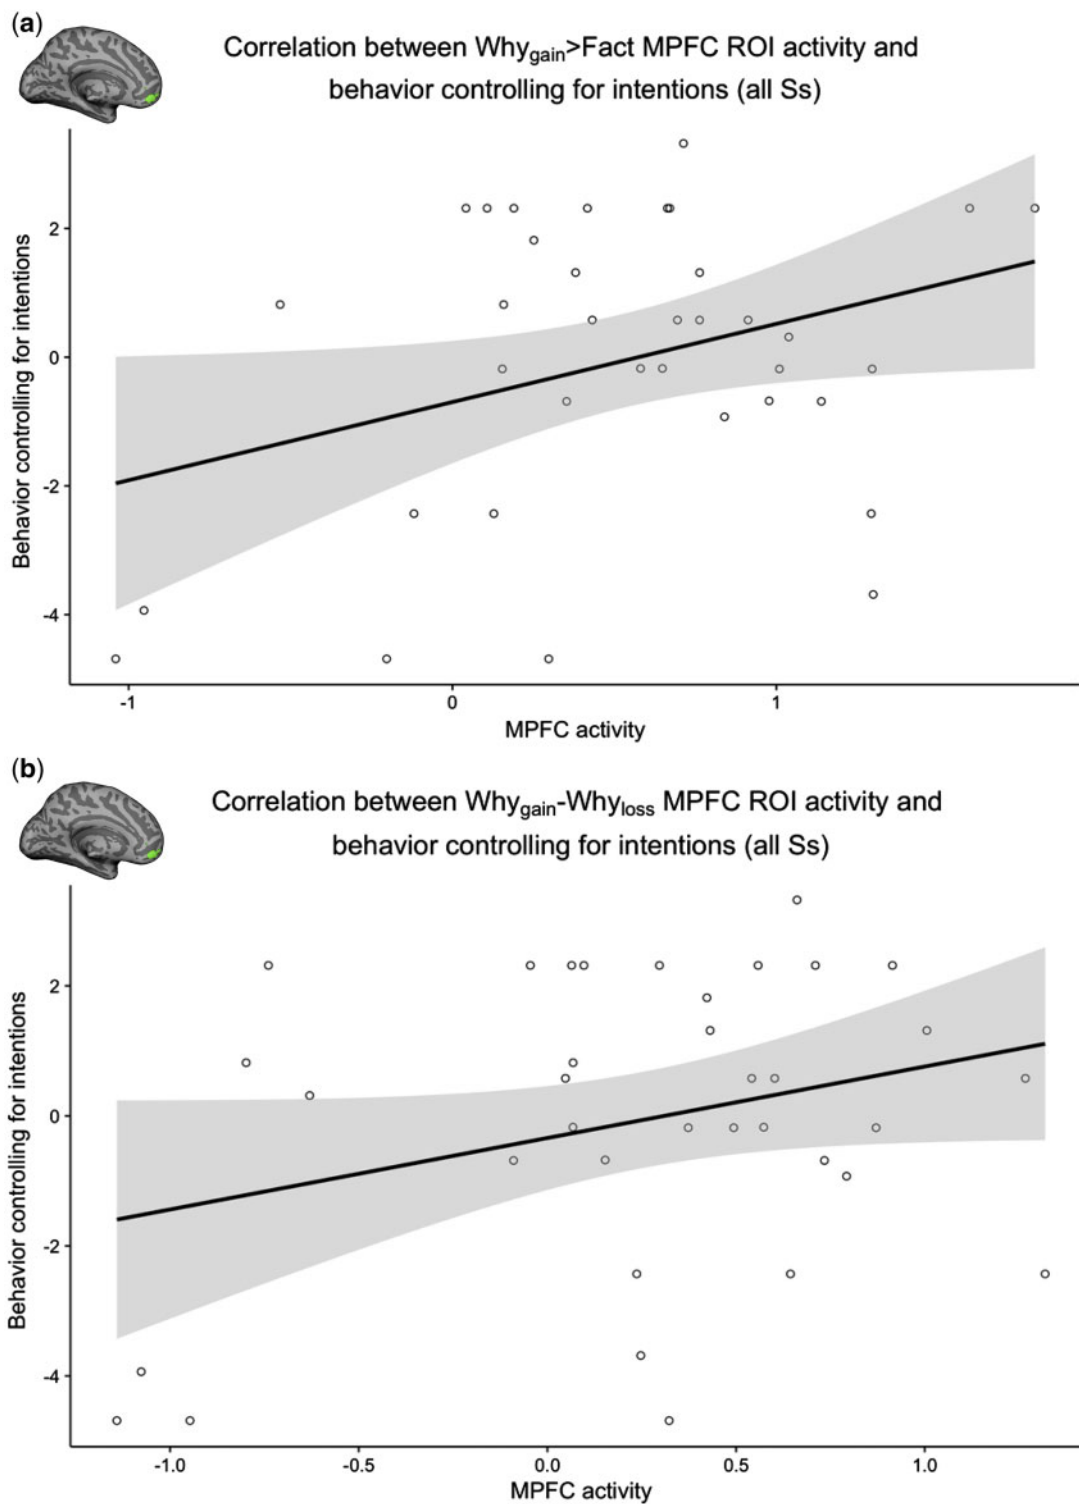 (a)
Correlation between Whygain>Fact MPFC ROI activity and
behavior controlling for intentions (all Ss)
Behavior controlling for intentions
2
0
-2
-4
-1 0 1
MPFC activity
(b)
Correlation between Whygain-Whyloss MPFC ROI activity and
behavior controlling for intentions (all Ss)
Behavior controlling for intentions
2
0
-2
-4
-1.0 -0.5 0.0 0.5 1.0
MPFC activity